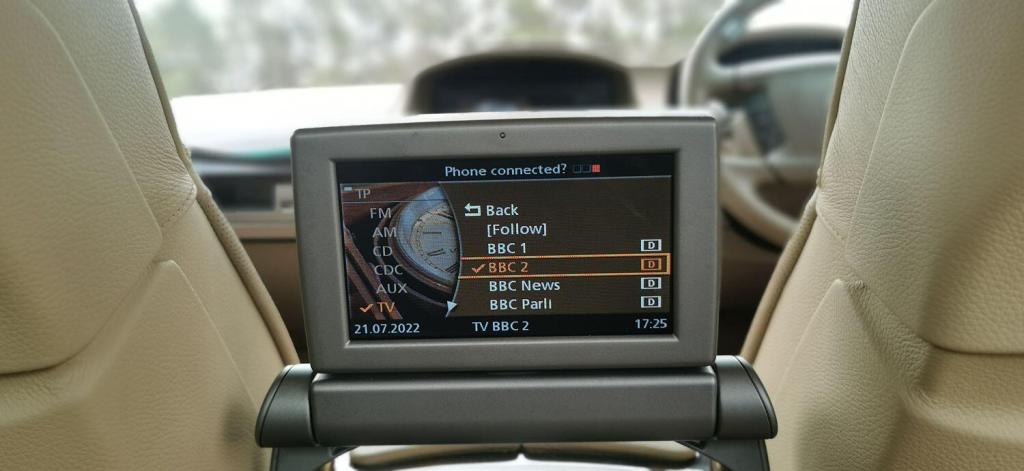 Phone connected?
TP
FM
AM
CD
CDC
AUX
TV
Back
[Follow]
BBC 1 D
BBC 2 D
BBC News D
BBC Parli D
21.07.2022 TV BBC 2 17:25